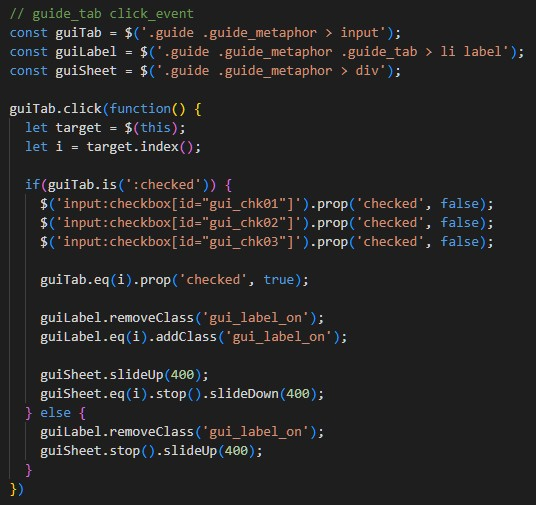 // guide_tab click_event
const guiTab = $('.guide .guide_metaphor > input');
const guiLabel = $('.guide .guide_metaphor .guide_tab > li label');
const guiSheet = $('.guide .guide_metaphor > div');

guiTab.click(function() {
  let target = $(this);
  let i = target.index();

  if(guiTab.is(':checked')) {
    $('input:checkbox[id="gui_chk01"]').prop('checked', false);
    $('input:checkbox[id="gui_chk02"]').prop('checked', false);
    $('input:checkbox[id="gui_chk03"]').prop('checked', false);

    guiTab.eq(i).prop('checked', true);

    guiLabel.removeClass('gui_label_on');
    guiLabel.eq(i).addClass('gui_label_on');

    guiSheet.slideUp(400);
    guiSheet.eq(i).stop().slideDown(400);
  } else {
    guiLabel.removeClass('gui_label_on');
    guiSheet.stop().slideUp(400);
  }
})